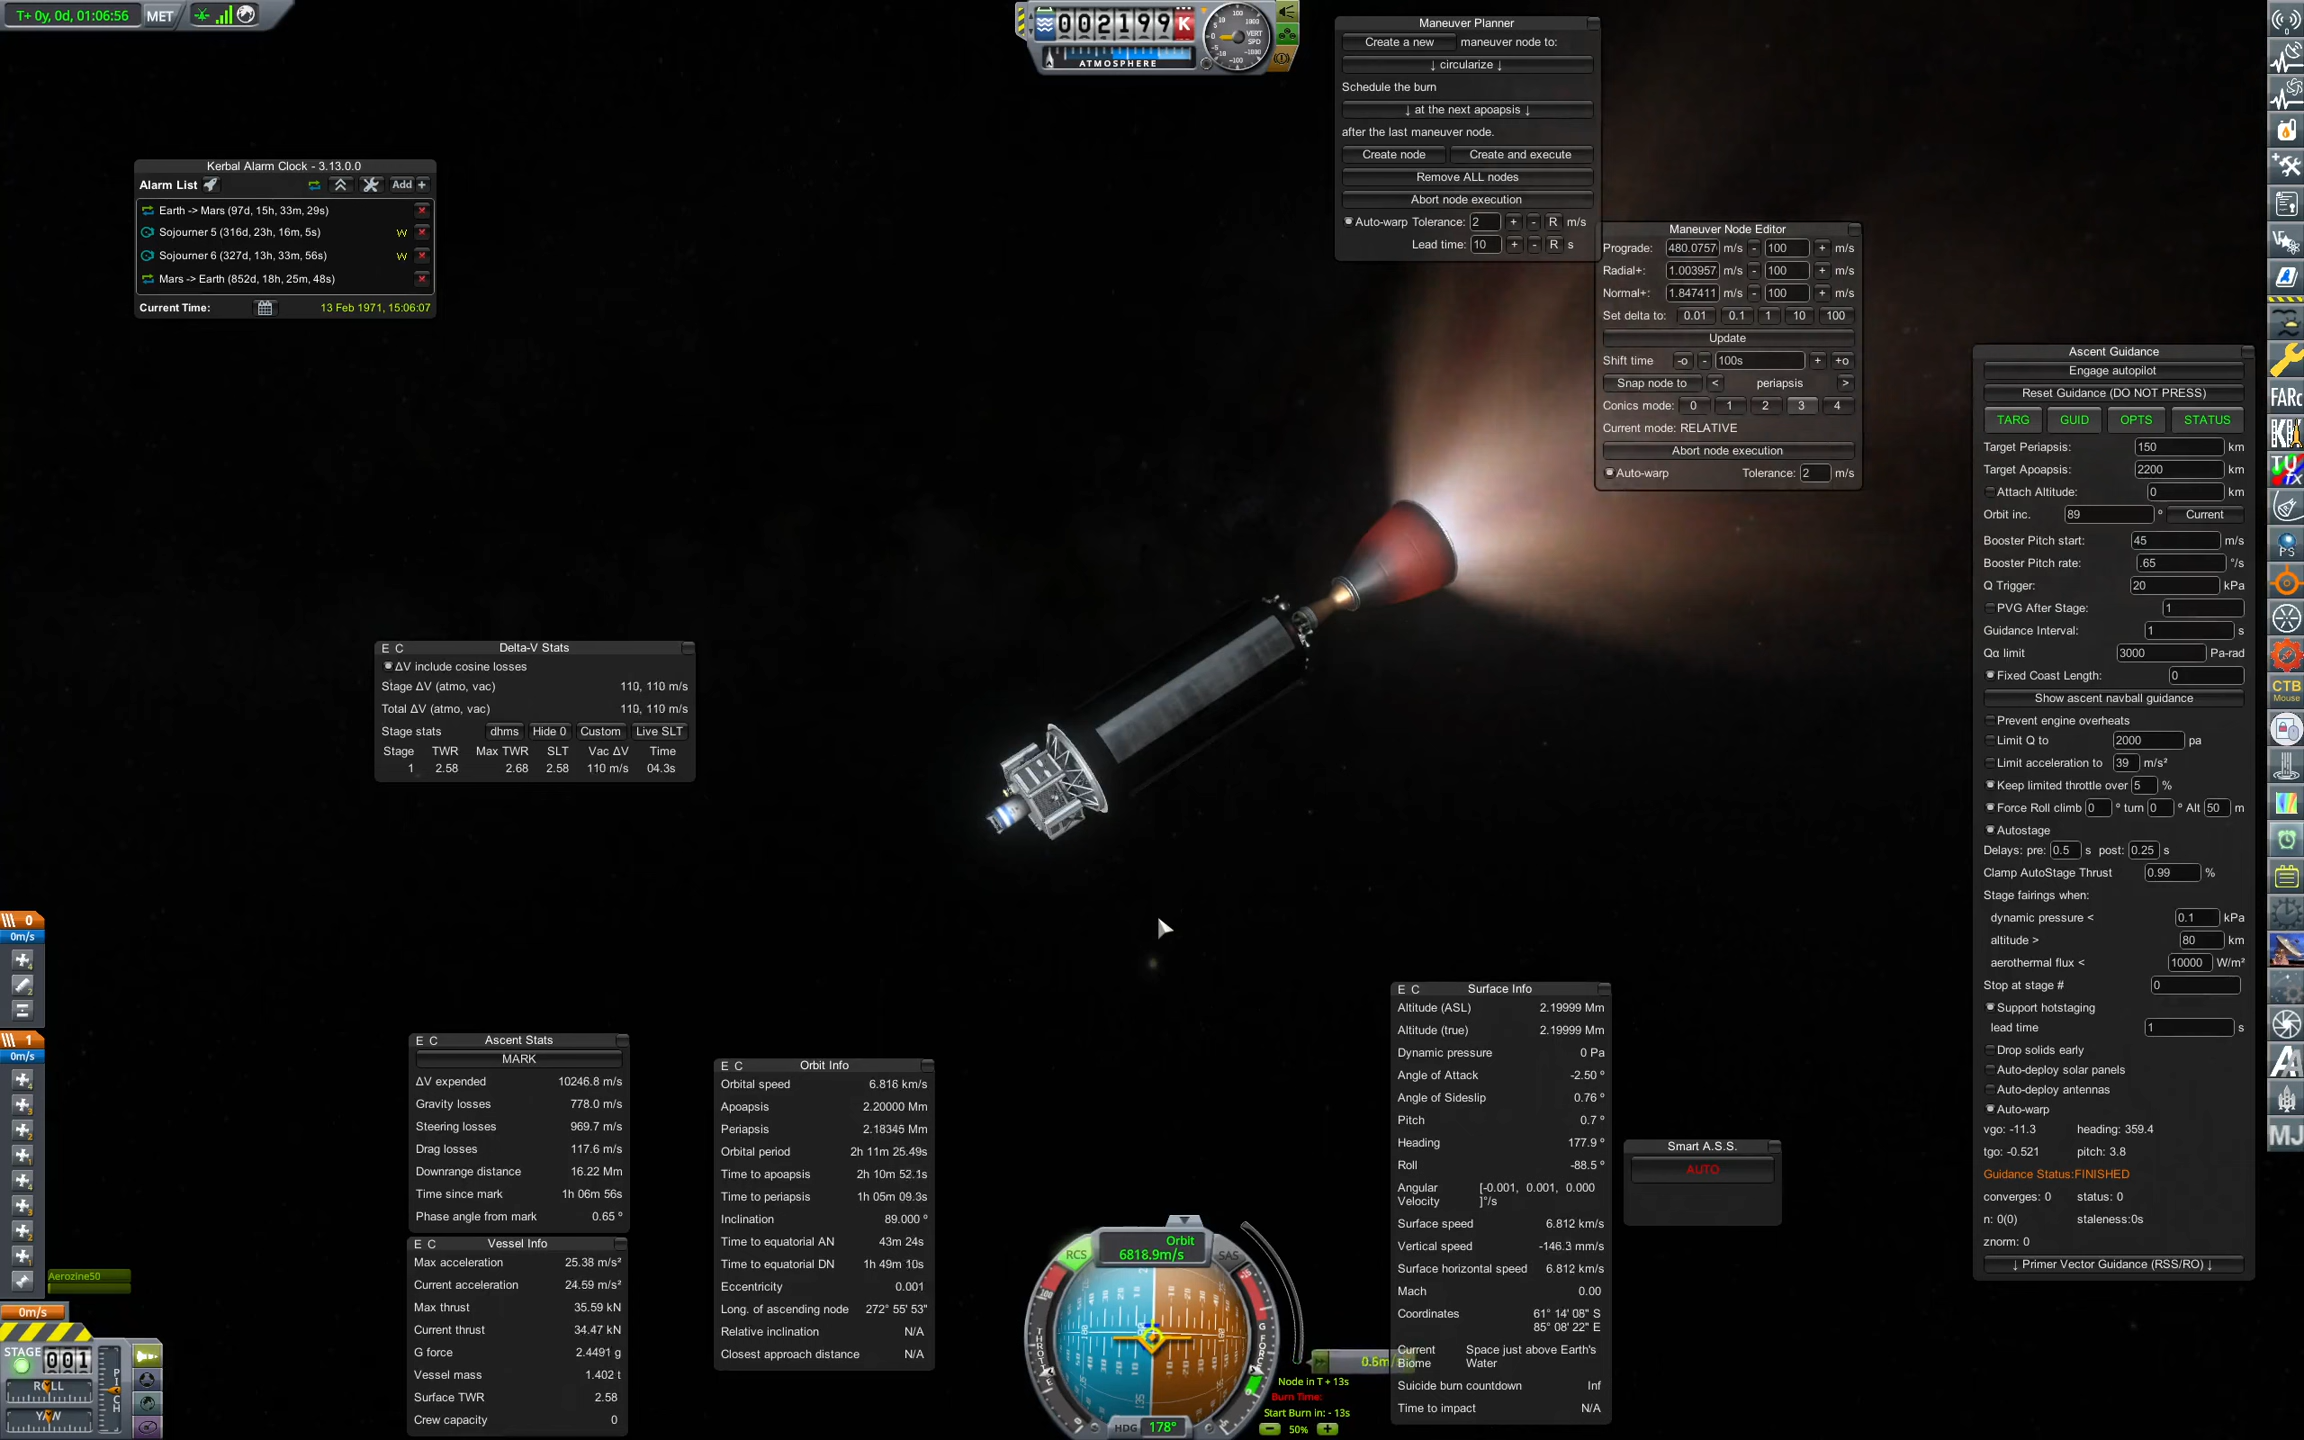 T+ 0y, 0d, 01:06:56 MET
002199 K
ATMOSPHERE
VERT SPD
Maneuver Planner
Create a new maneuver node to:
↓ circularize ↓
Schedule the burn
↓ at the next apoapsis ↓
after the last maneuver node.
Create node Create and execute
Remove ALL nodes
Abort node execution
Auto-warp Tolerance: 2 + - R m/s
Lead time: 10 + - R s
Kerbal Alarm Clock - 3.13.0.0
Alarm List Add +
Earth -> Mars (97d, 15h, 33m, 29s)
Sojourner 5 (316d, 23h, 16m, 5s) W
Sojourner 6 (327d, 13h, 33m, 56s) W
Mars -> Earth (852d, 18h, 25m, 48s)
Current Time: 13 Feb 1971, 15:06:07
Maneuver Node Editor
Prograde: 480.0757 m/s - 100 + m/s
Radial+: 1.003957 m/s - 100 + m/s
Normal+: 1.847411 m/s - 100 + m/s
Set delta to: 0.01 0.1 1 10 100
Update
Shift time -o - 100s + +o
Snap node to < periapsis >
Conics mode: 0 1 2 3 4
Current mode: RELATIVE
Abort node execution
Auto-warp Tolerance: 2 m/s
Ascent Guidance
Engage autopilot
Reset Guidance (DO NOT PRESS)
TARG GUID OPTS STATUS
Target Periapsis: 150 km
Target Apoapsis: 2200 km
Attach Altitude: 0 km
Orbit inc. 89 º Current
Booster Pitch start: 45 m/s
Booster Pitch rate: .65 °/s
Q Trigger: 20 kPa
PVG After Stage: 1
Guidance Interval: 1 s
Qα limit 3000 Pa-rad
Fixed Coast Length: 0
Show ascent navball guidance
Prevent engine overheats
Limit Q to 2000 pa
Limit acceleration to 39 m/s²
Keep limited throttle over 5 %
Force Roll climb 0 º turn 0 º Alt 50 m
Autostage
Delays: pre: 0.5 s post: 0.25 s
Clamp AutoStage Thrust 0.99 %
Stage fairings when:
dynamic pressure < 0.1 kPa
altitude > 80 km
aerothermal flux < 10000 W/m²
Stop at stage # 0
Support hotstaging
lead time 1 s
Drop solids early
Auto-deploy solar panels
Auto-deploy antennas
Auto-warp
vgo: -11.3 heading: 359.4
tgo: -0.521 pitch: 3.8
Guidance Status:FINISHED
converges: 0 status: 0
n: 0(0) staleness:0s
znorm: 0
↓ Primer Vector Guidance (RSS/RO) ↓
FARc
PS
CTB
Mouse
MJ
E C Delta-V Stats
ΔV include cosine losses
Stage ΔV (atmo, vac) 110, 110 m/s
Total ΔV (atmo, vac) 110, 110 m/s
Stage stats dhms Hide 0 Custom Live SLT
Stage TWR Max TWR SLT Vac ΔV Time
1 2.58 2.68 2.58 110 m/s 04.3s
0
0m/s
1
0m/s
Aerozine50
0m/s
STAGE 001
ROLL
YAW
PITCH
E C Ascent Stats
MARK
ΔV expended 10246.8 m/s
Gravity losses 778.0 m/s
Steering losses 969.7 m/s
Drag losses 117.6 m/s
Downrange distance 16.22 Mm
Time since mark 1h 06m 56s
Phase angle from mark 0.65 º
E C Vessel Info
Max acceleration 25.38 m/s²
Current acceleration 24.59 m/s²
Max thrust 35.59 kN
Current thrust 34.47 kN
G force 2.4491 g
Vessel mass 1.402 t
Surface TWR 2.58
Crew capacity 0
E C Orbit Info
Orbital speed 6.816 km/s
Apoapsis 2.20000 Mm
Periapsis 2.18345 Mm
Orbital period 2h 11m 25.49s
Time to apoapsis 2h 10m 52.1s
Time to periapsis 1h 05m 09.3s
Inclination 89.000 º
Time to equatorial AN 43m 24s
Time to equatorial DN 1h 49m 10s
Eccentricity 0.001
Long. of ascending node 272° 55' 53"
Relative inclination N/A
Closest approach distance N/A
Orbit
6818.9m/s
RCS SAS
HDG 178°
0.6m/
Node in T + 13s
Burn Time:
Start Burn in: - 13s
50%
E C Surface Info
Altitude (ASL) 2.19999 Mm
Altitude (true) 2.19999 Mm
Dynamic pressure 0 Pa
Angle of Attack -2.50 º
Angle of Sideslip 0.76 º
Pitch 0.7 º
Heading 177.9 º
Roll -88.5 º
Angular Velocity [-0.001, 0.001, 0.000 ]°/s
Surface speed 6.812 km/s
Vertical speed -146.3 mm/s
Surface horizontal speed 6.812 km/s
Mach 0.00
Coordinates 61° 14' 08" S
85° 08' 22" E
Current Biome Space just above Earth's Water
Suicide burn countdown Inf
Time to impact N/A
Smart A.S.S.
AUTO